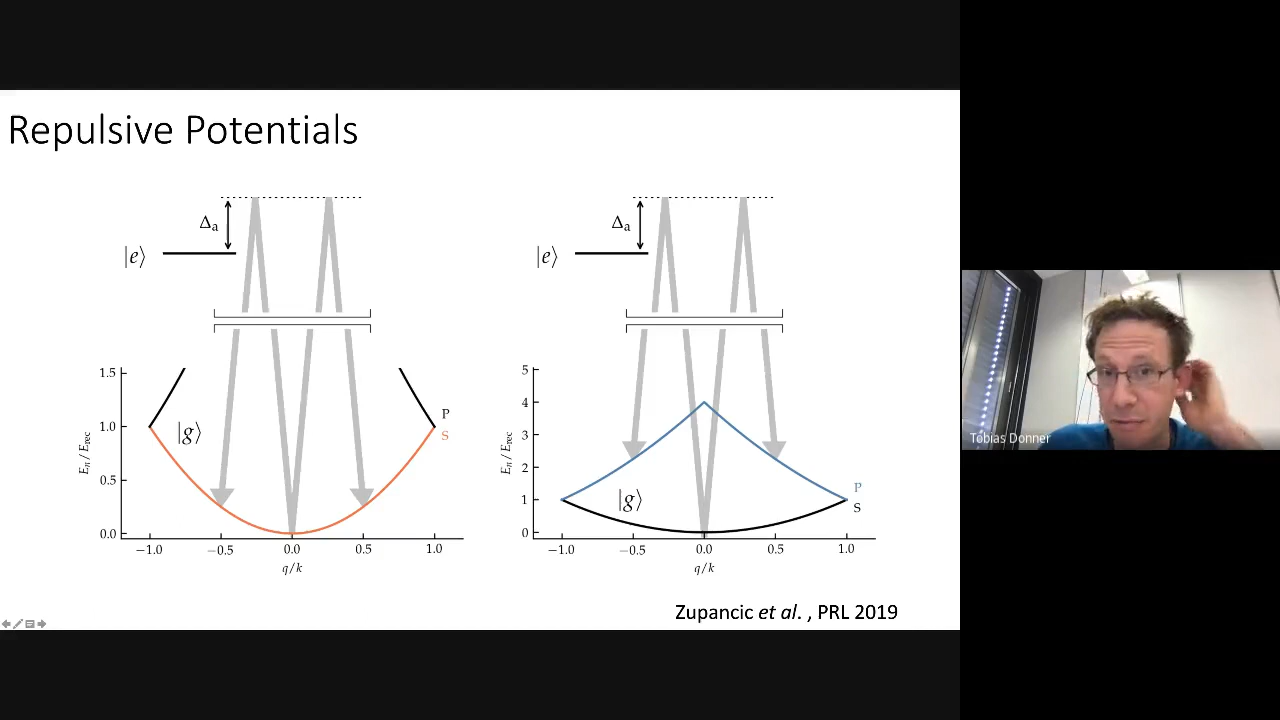 Repulsive Potentials
Δa
|e⟩
1.5
1.0
0.5
0.0
|g⟩
P
S
En / Erec
−1.0
−0.5
0.0
0.5
1.0
q/k
Δa
|e⟩
5
4
3
2
1
0
|g⟩
P
S
En / Erec
−1.0
−0.5
0.0
0.5
1.0
q/k
Zupancic et al. , PRL 2019
Tobias Donner